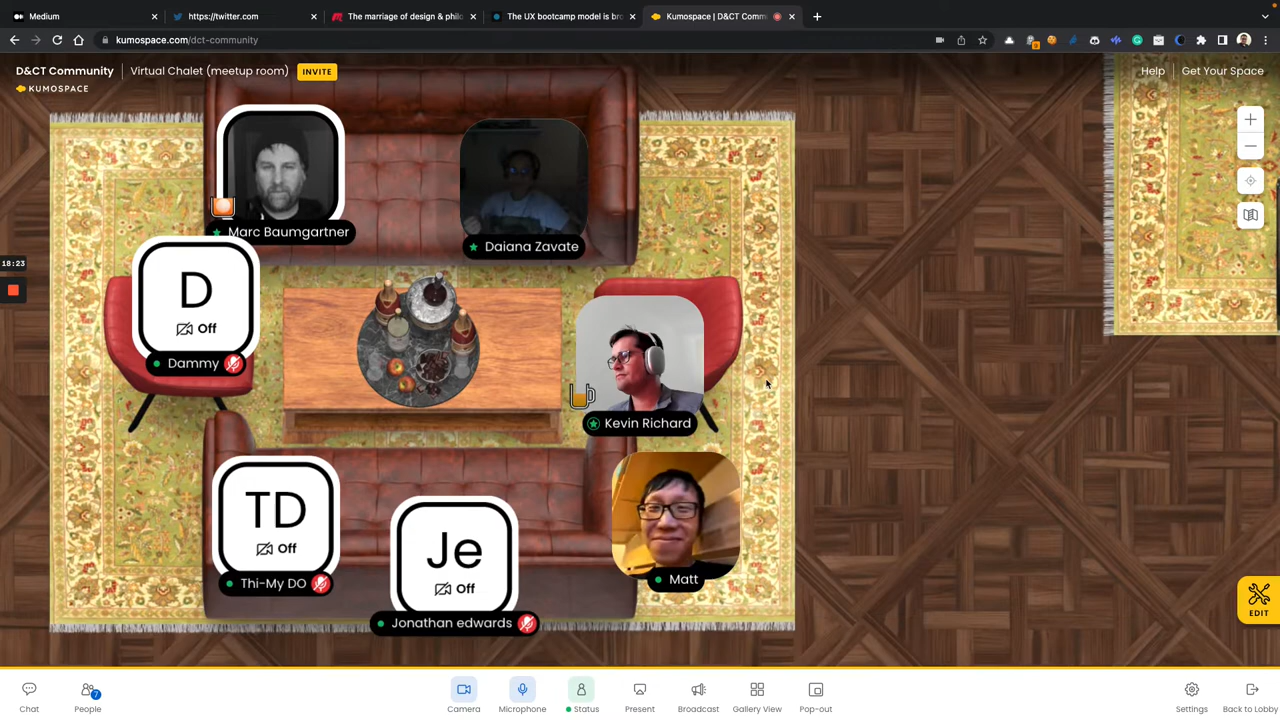 Medium
https://twitter.com
The marriage of design & philo
The UX bootcamp model is bro
Kumospace | D&CT Comm
kumospace.com/dct-community
D&CT Community
Virtual Chalet (meetup room)
INVITE
KUMOSPACE
Help
Get Your Space
Marc Baumgartner
Daiana Zavate
18:23
D
Off
Dammy
Kevin Richard
TD
Off
Thi-My DO
Je
Off
Jonathan edwards
Matt
EDIT
Chat
7
People
Camera
Microphone
Status
Present
Broadcast
Gallery View
Pop-out
Settings
Back to Lobby